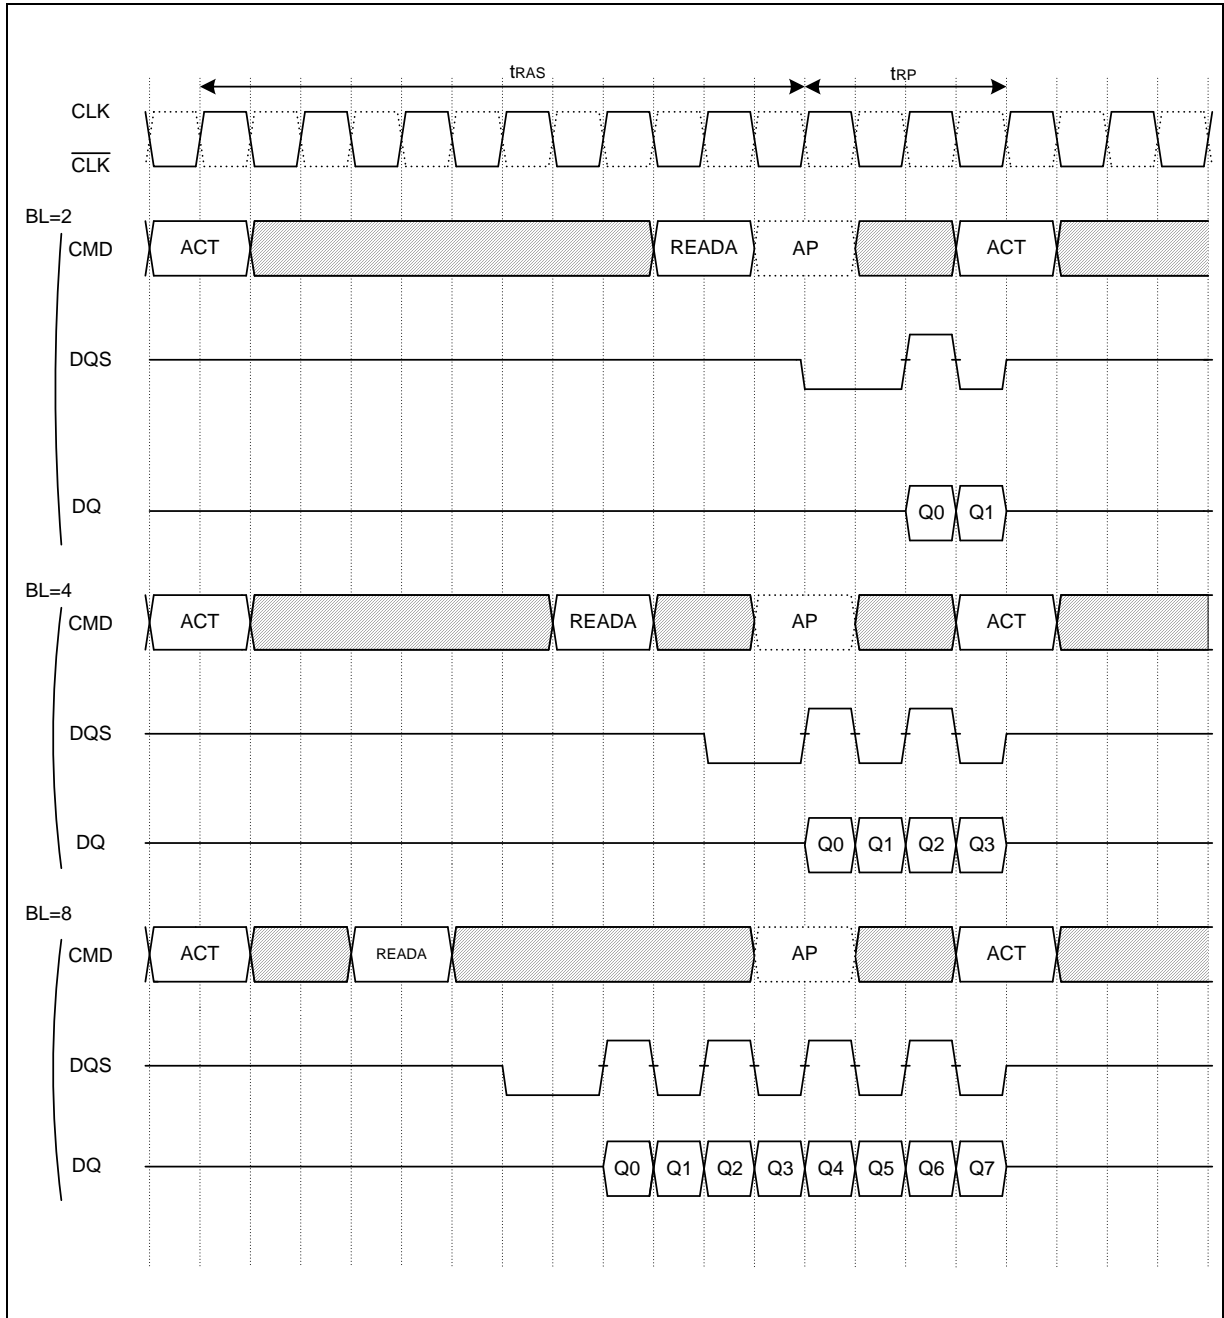 tRAS tRP
CLK
CLK
BL=2
CMD ACT READA AP ACT
DQS
DQ Q0 Q1
BL=4
CMD ACT READA AP ACT
DQS
DQ Q0 Q1 Q2 Q3
BL=8
CMD ACT READA AP ACT
DQS
DQ Q0 Q1 Q2 Q3 Q4 Q5 Q6 Q7